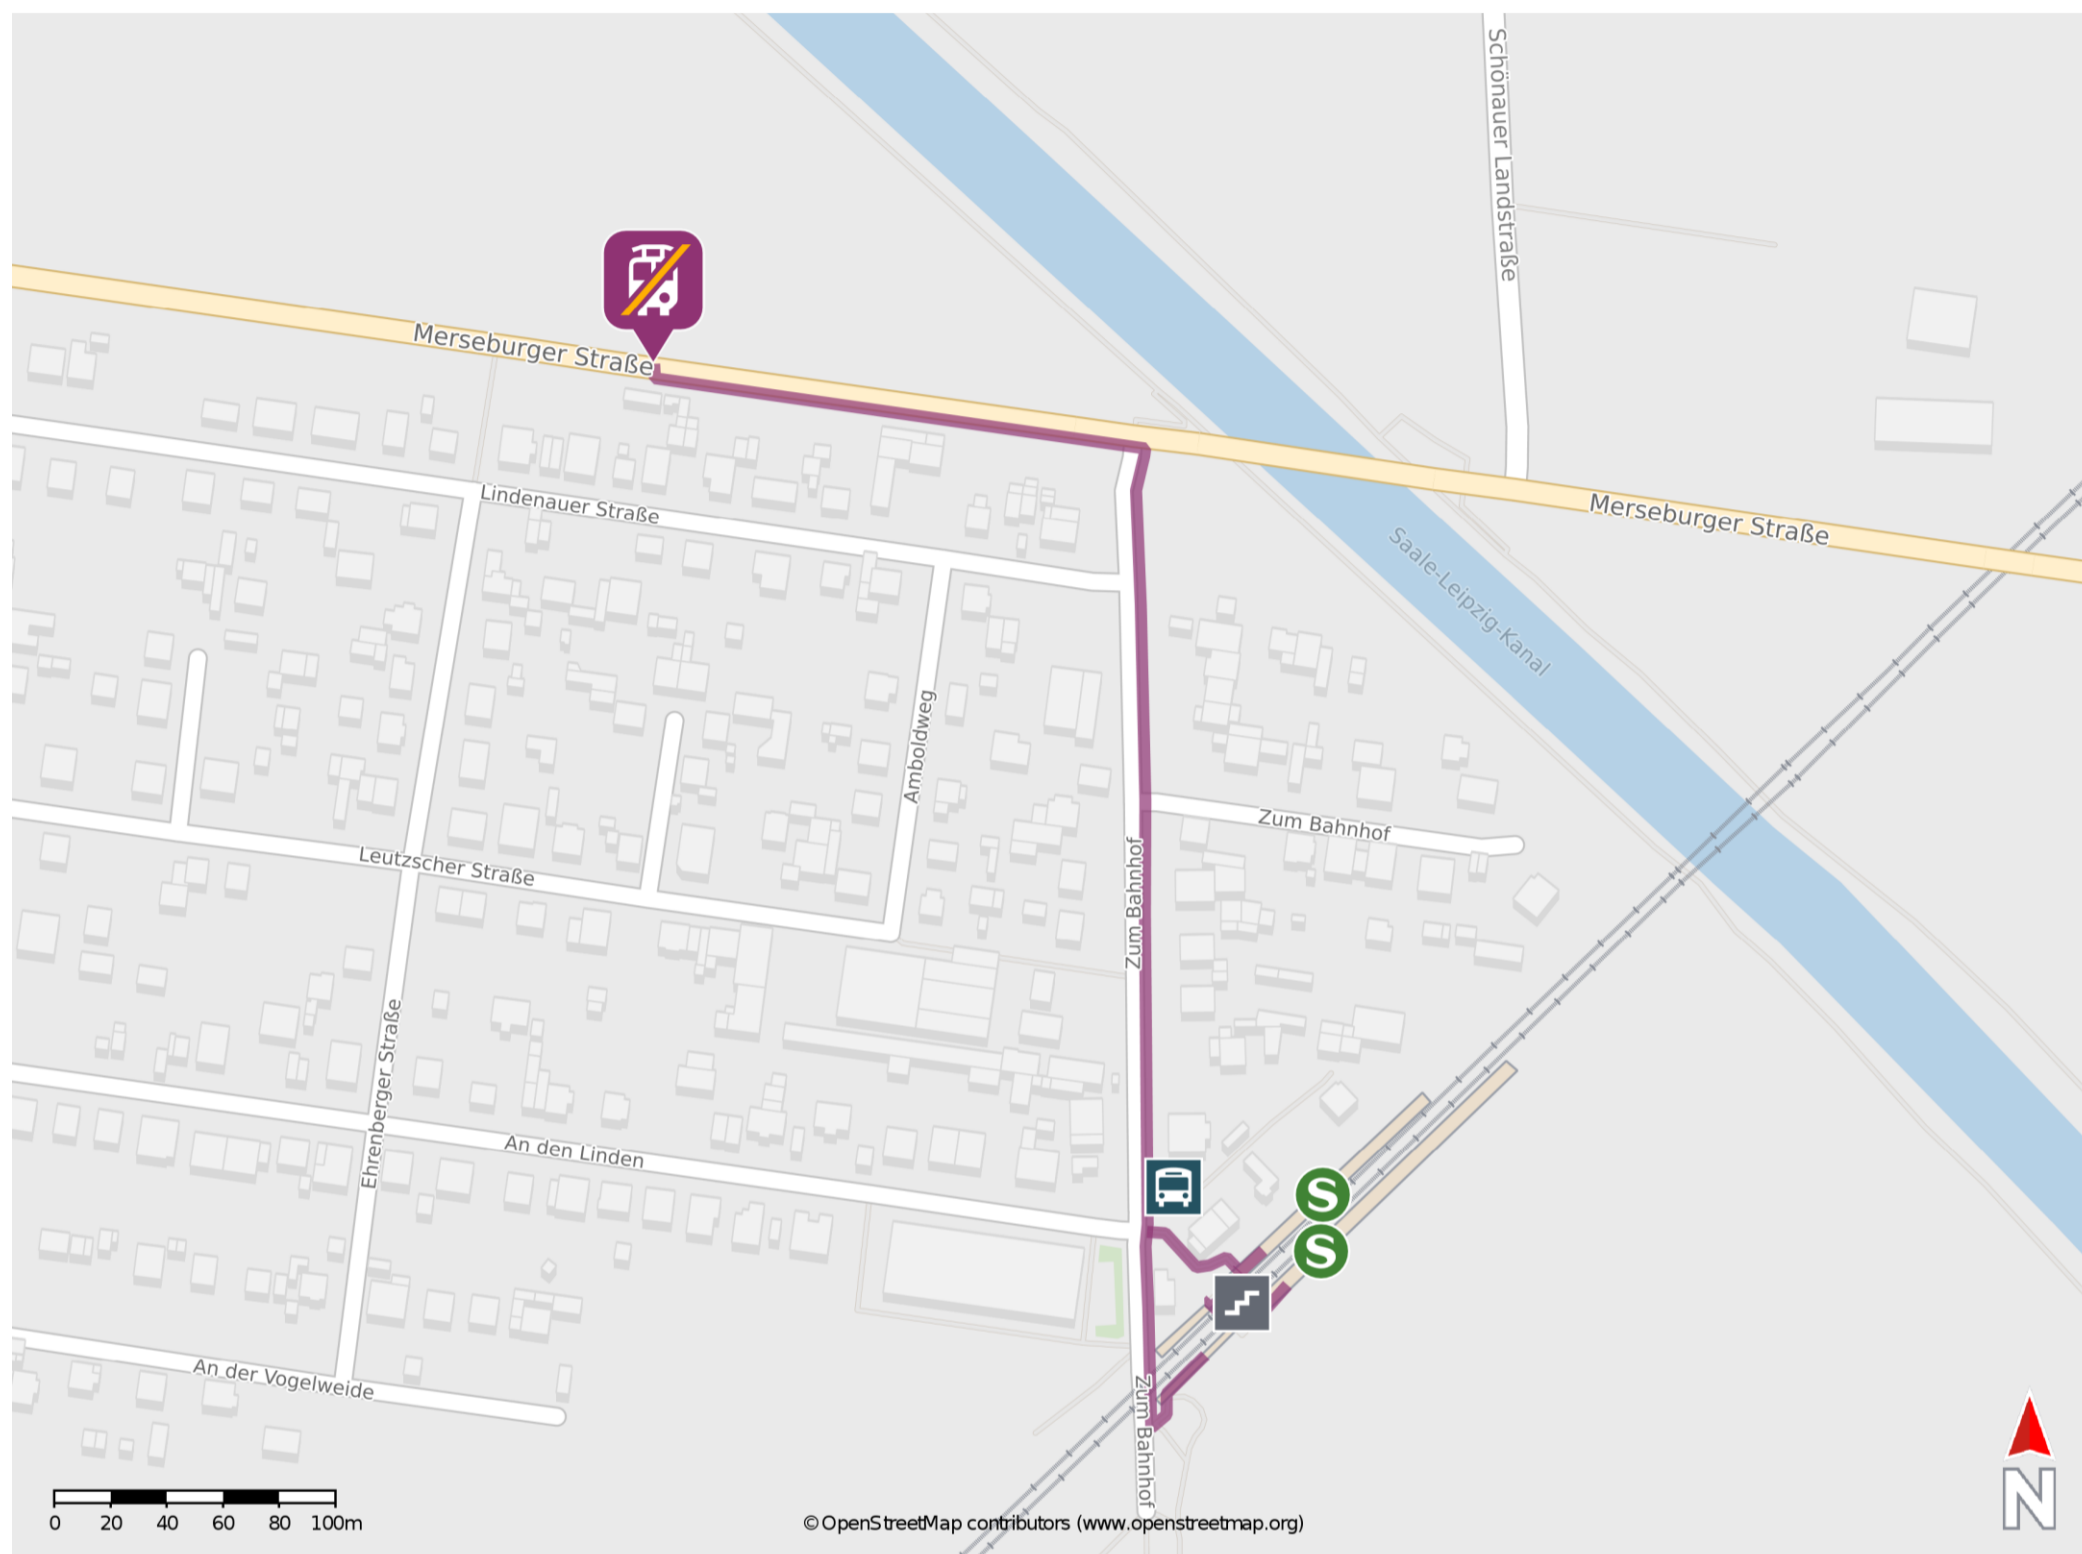 Schönauer Landstraße
Merseburger Straße
Lindenauer Straße
Merseburger Straße
Saale-Leipzig-Kanal
Amboldweg
Zum Bahnhof
Zum Bahnhof
Leutzscher Straße
Ehrenberger Straße
An den Linden
S
S
An der Vogelweide
Zum Bahnhof
N
0 20 40 60 80 100m
© OpenStreetMap contributors (www.openstreetmap.org)